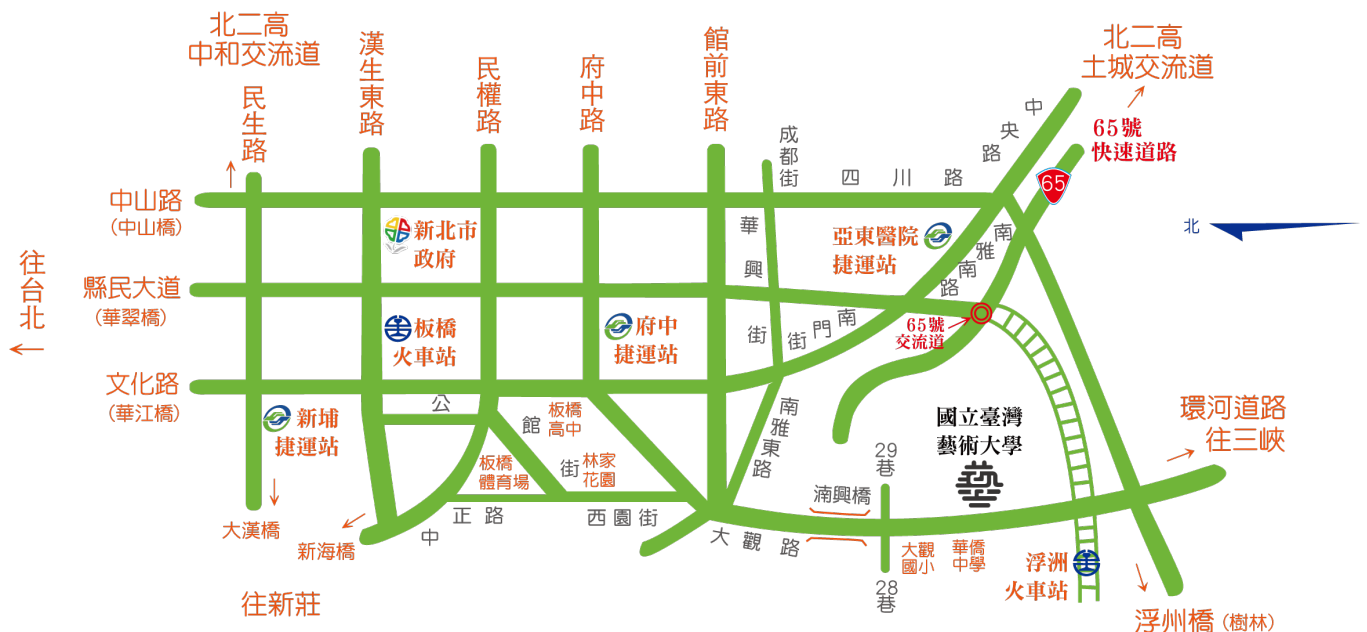 北二高
中和交流道
民生路
漢生東路
民權路
府中路
館前東路
成都街
四川路
中央路
北二高
土城交流道
65號
快速道路
65
中山路
(中山橋)
新北市
政府
華興街
亞東醫院
捷運站
南雅南路
北
往台北
縣民大道
(華翠橋)
板橋
火車站
府中
捷運站
南門街
65號
交流道
文化路
(華江橋)
新埔
捷運站
公館街
板橋
高中
板橋
體育場
林家
花園
南雅東路
國立臺灣
藝術大學
環河道路
往三峽
29巷
湳興橋
大漢橋
新海橋
中正路
西園街
大觀路
大觀
國小
華僑
中學
28巷
浮洲
火車站
往新莊
浮州橋(樹林)